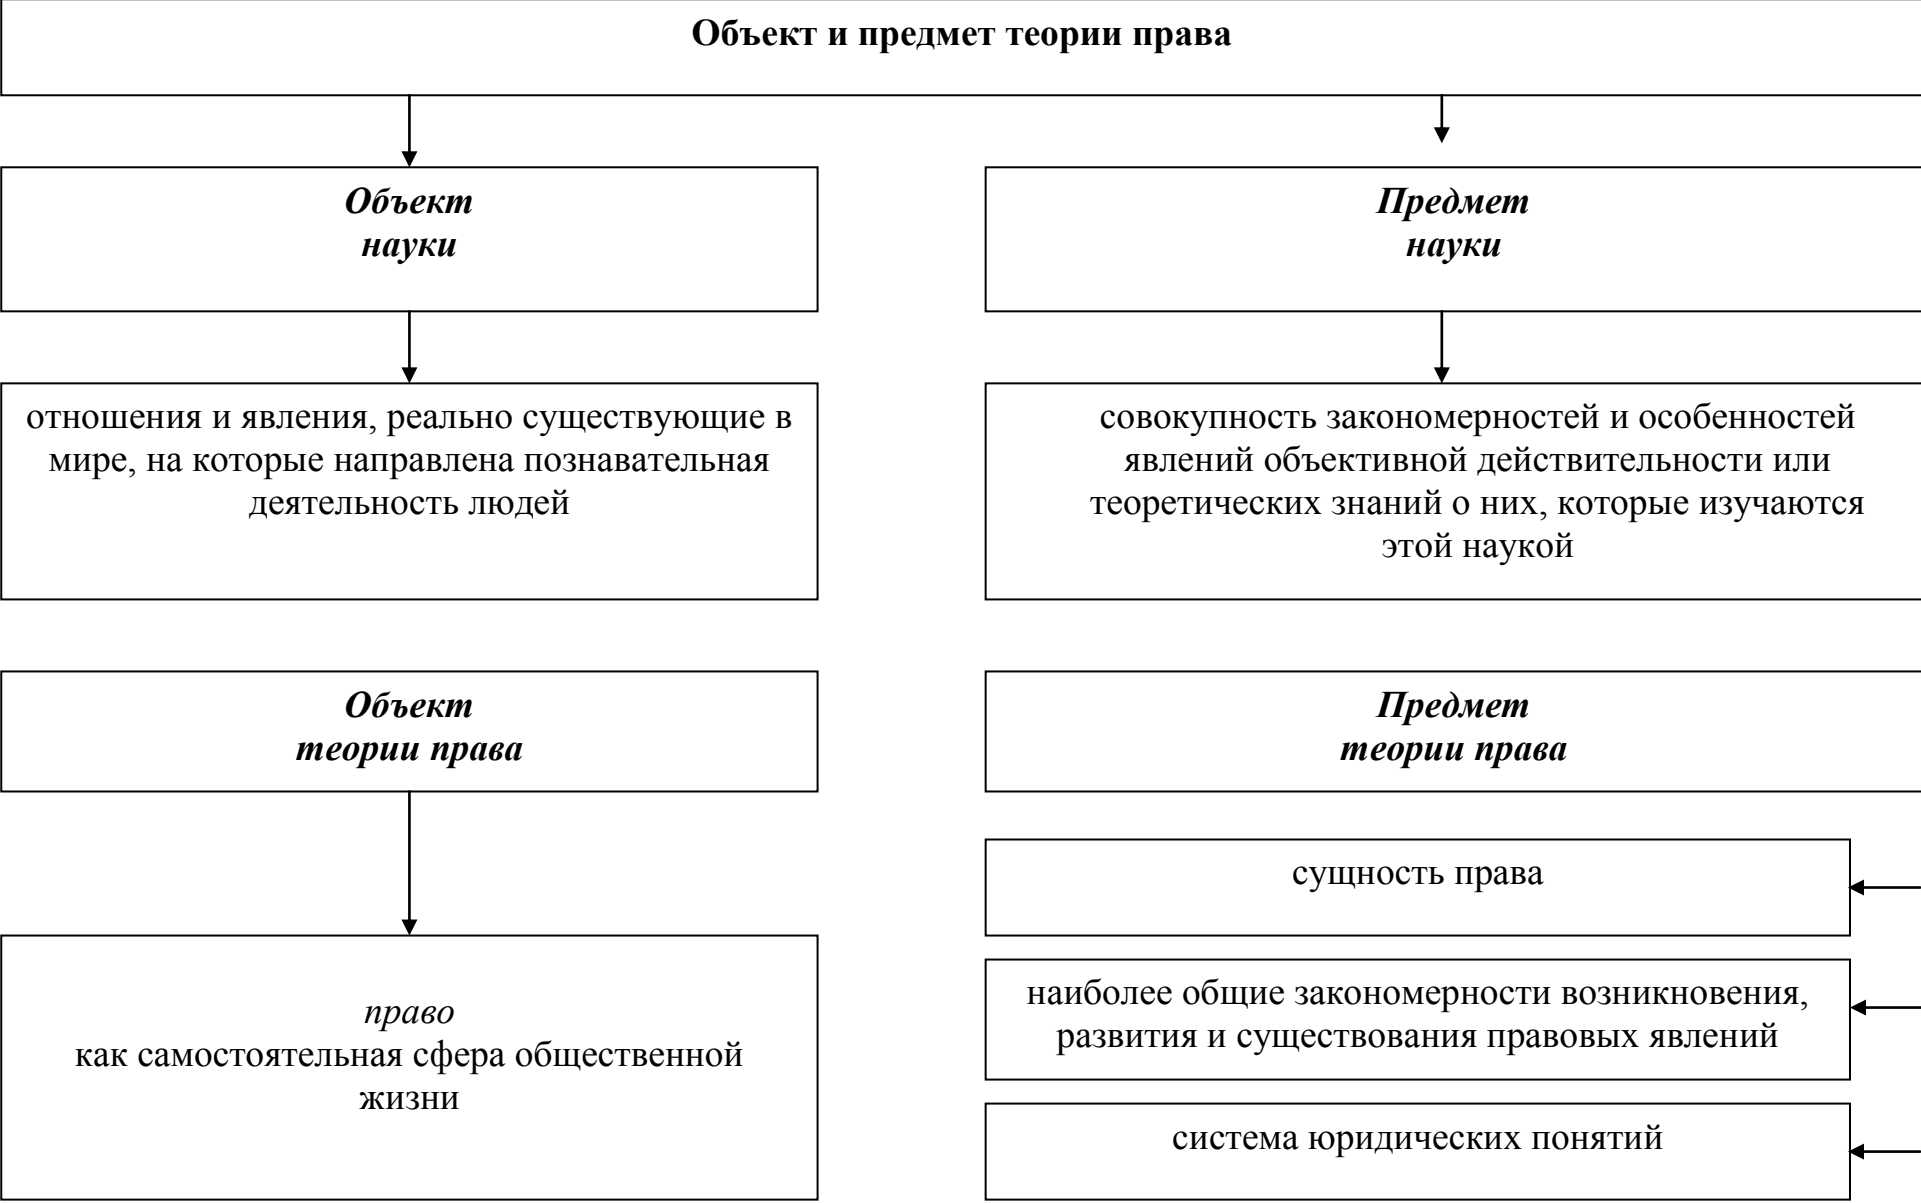 Объект и предмет теории права
Объект
науки
Предмет
науки
отношения и явления, реально существующие в
мире, на которые направлена познавательная
деятельность людей
совокупность закономерностей и особенностей
явлений объективной действительности или
теоретических знаний о них, которые изучаются
этой наукой
Объект
теории права
Предмет
теории права
право
как самостоятельная сфера общественной
жизни
сущность права
наиболее общие закономерности возникновения,
развития и существования правовых явлений
система юридических понятий